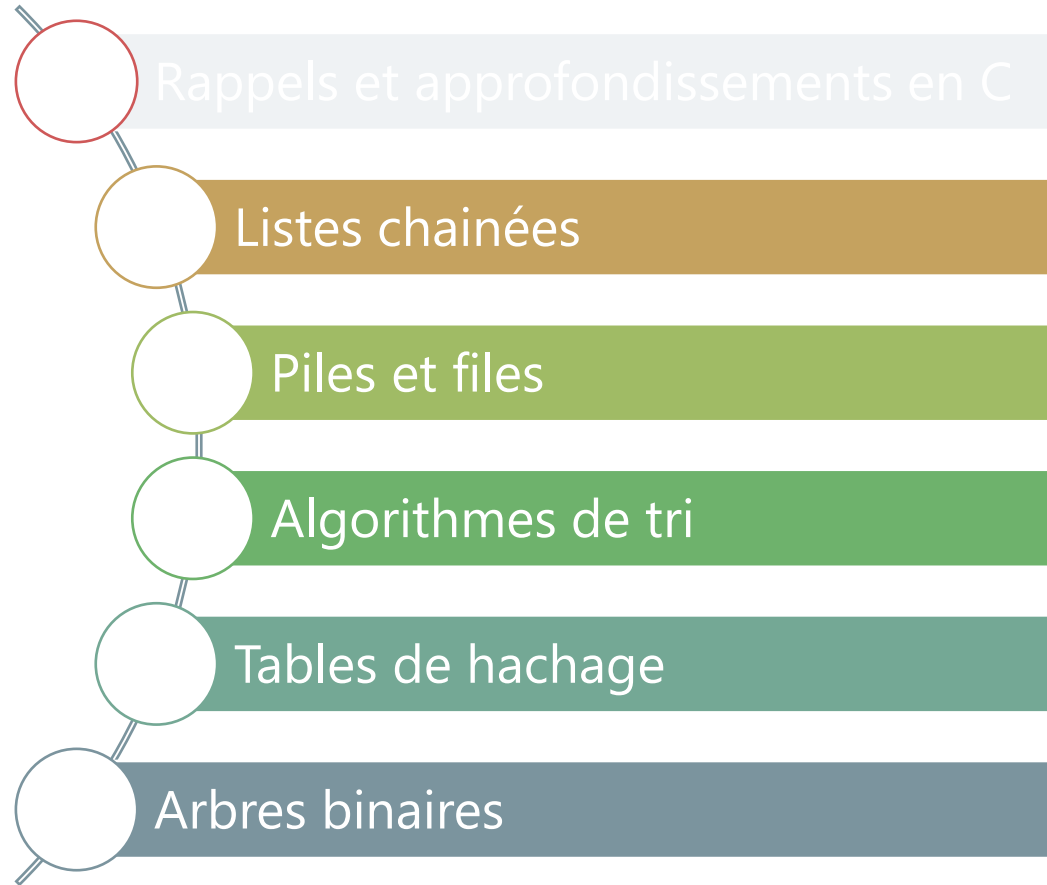 Rappels et approfondissements en C
Listes chainées
Piles et files
Algorithmes de tri
Tables de hachage
Arbres binaires